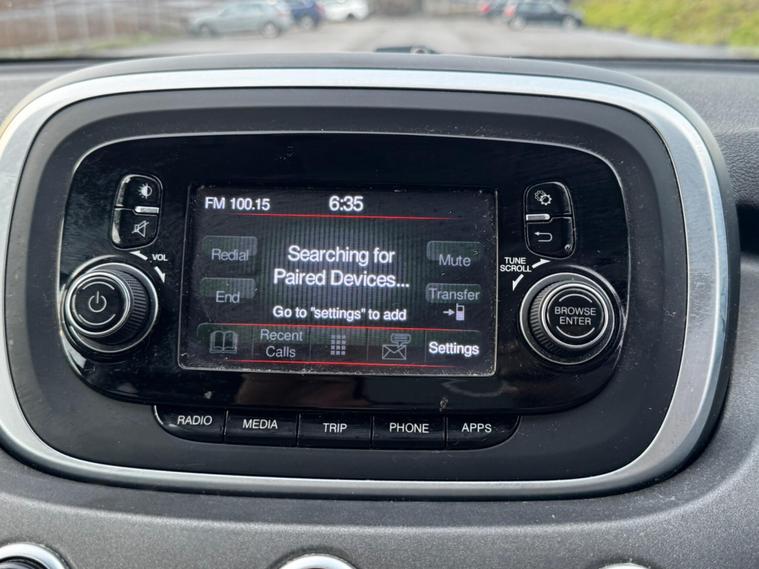 FM 100.15
6:35
Redial
Searching for
Paired Devices...
Mute
End
Transfer
Go to "settings" to add
Recent
Calls
Settings
VOL
TUNE
SCROLL
BROWSE
ENTER
RADIO
MEDIA
TRIP
PHONE
APPS